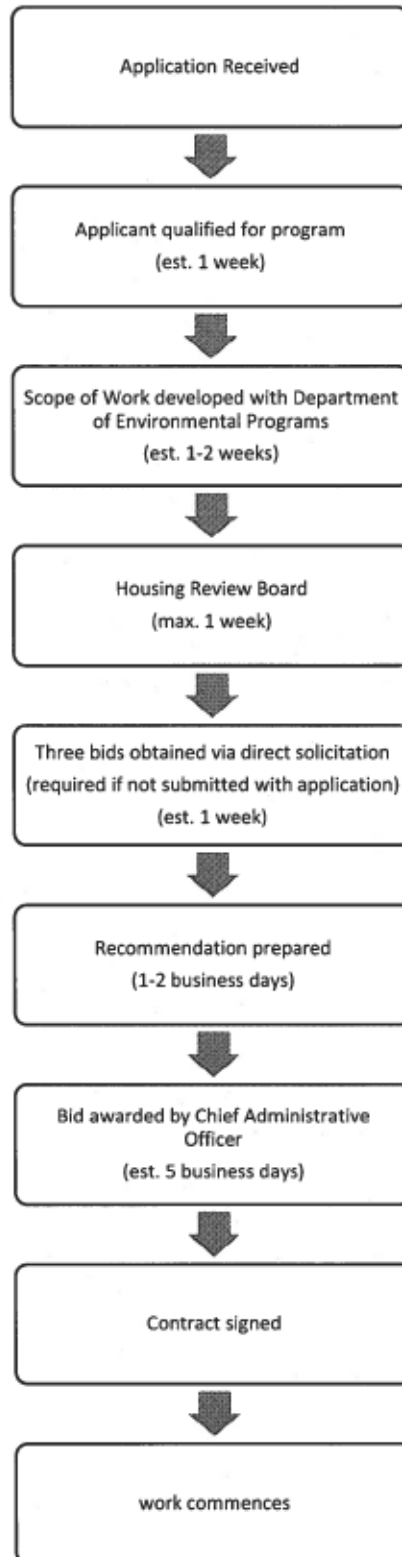 Application Received
Applicant qualified for program
(est. 1 week)
Scope of Work developed with Department
of Environmental Programs
(est. 1-2 weeks)
Housing Review Board
(max. 1 week)
Three bids obtained via direct solicitation
(required if not submitted with application)
(est. 1 week)
Recommendation prepared
(1-2 business days)
Bid awarded by Chief Administrative
Officer
(est. 5 business days)
Contract signed
work commences